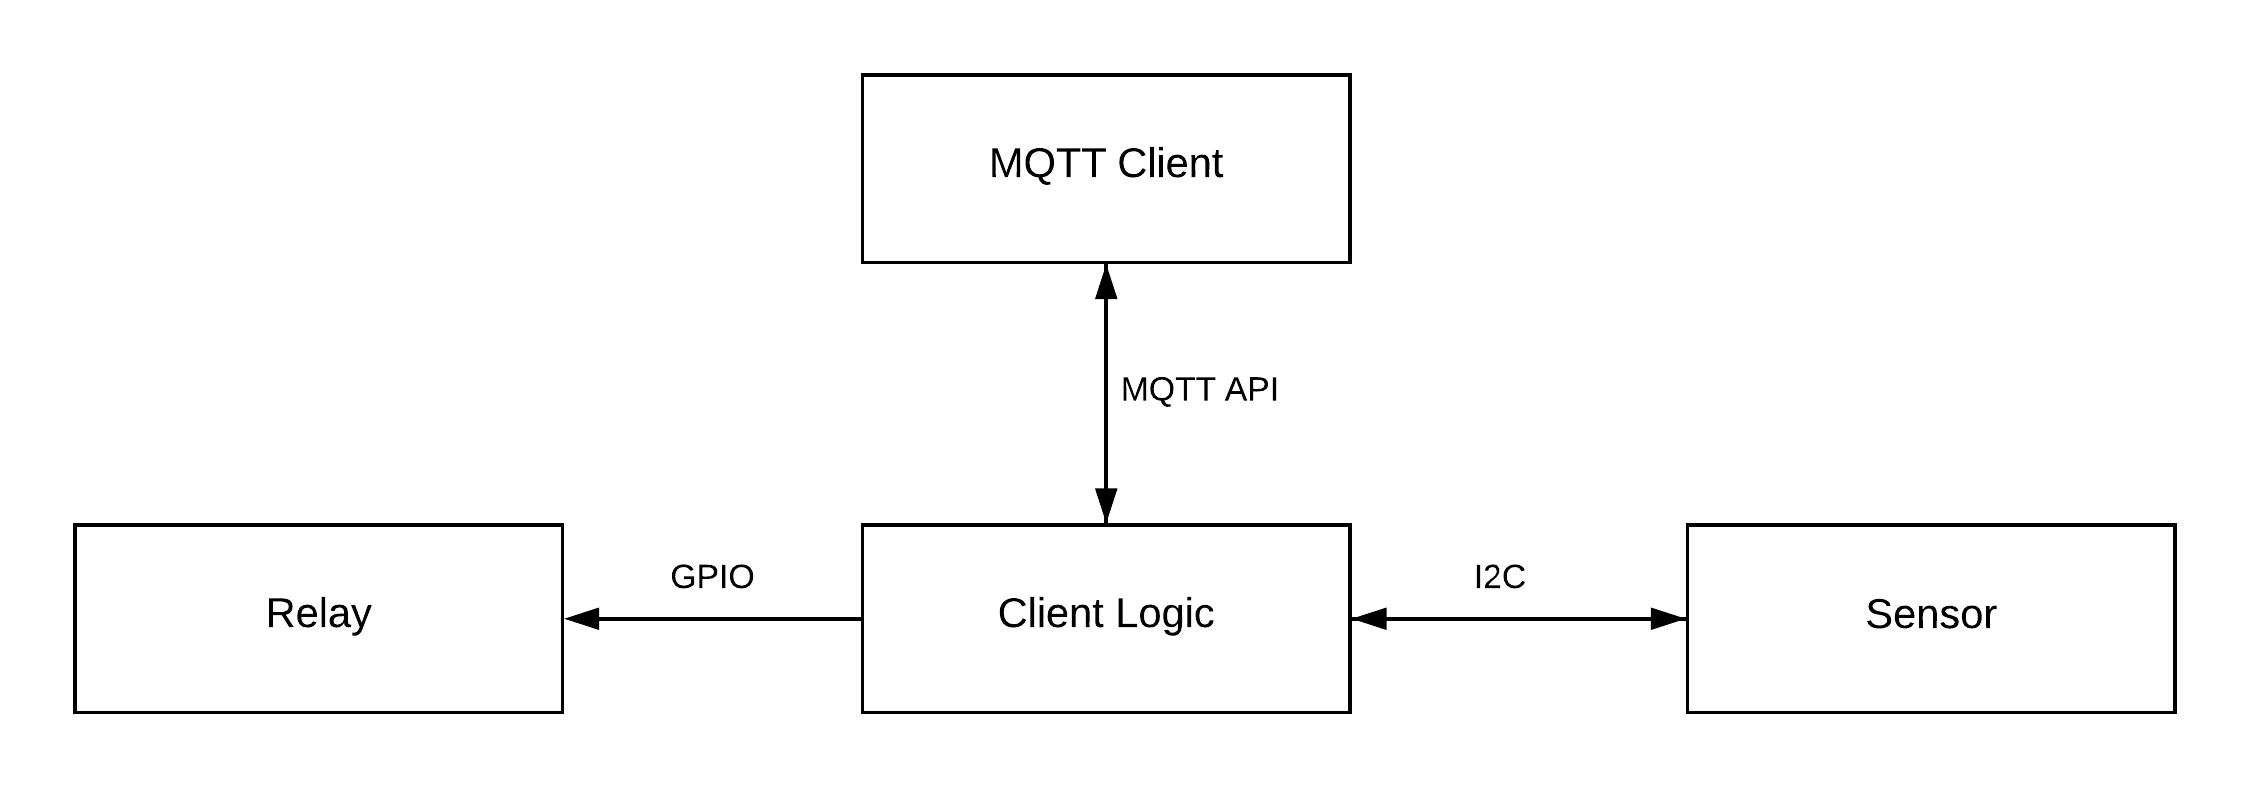 MQTT Client
MQTT API
GPIO
I2C
Relay
Client Logic
Sensor